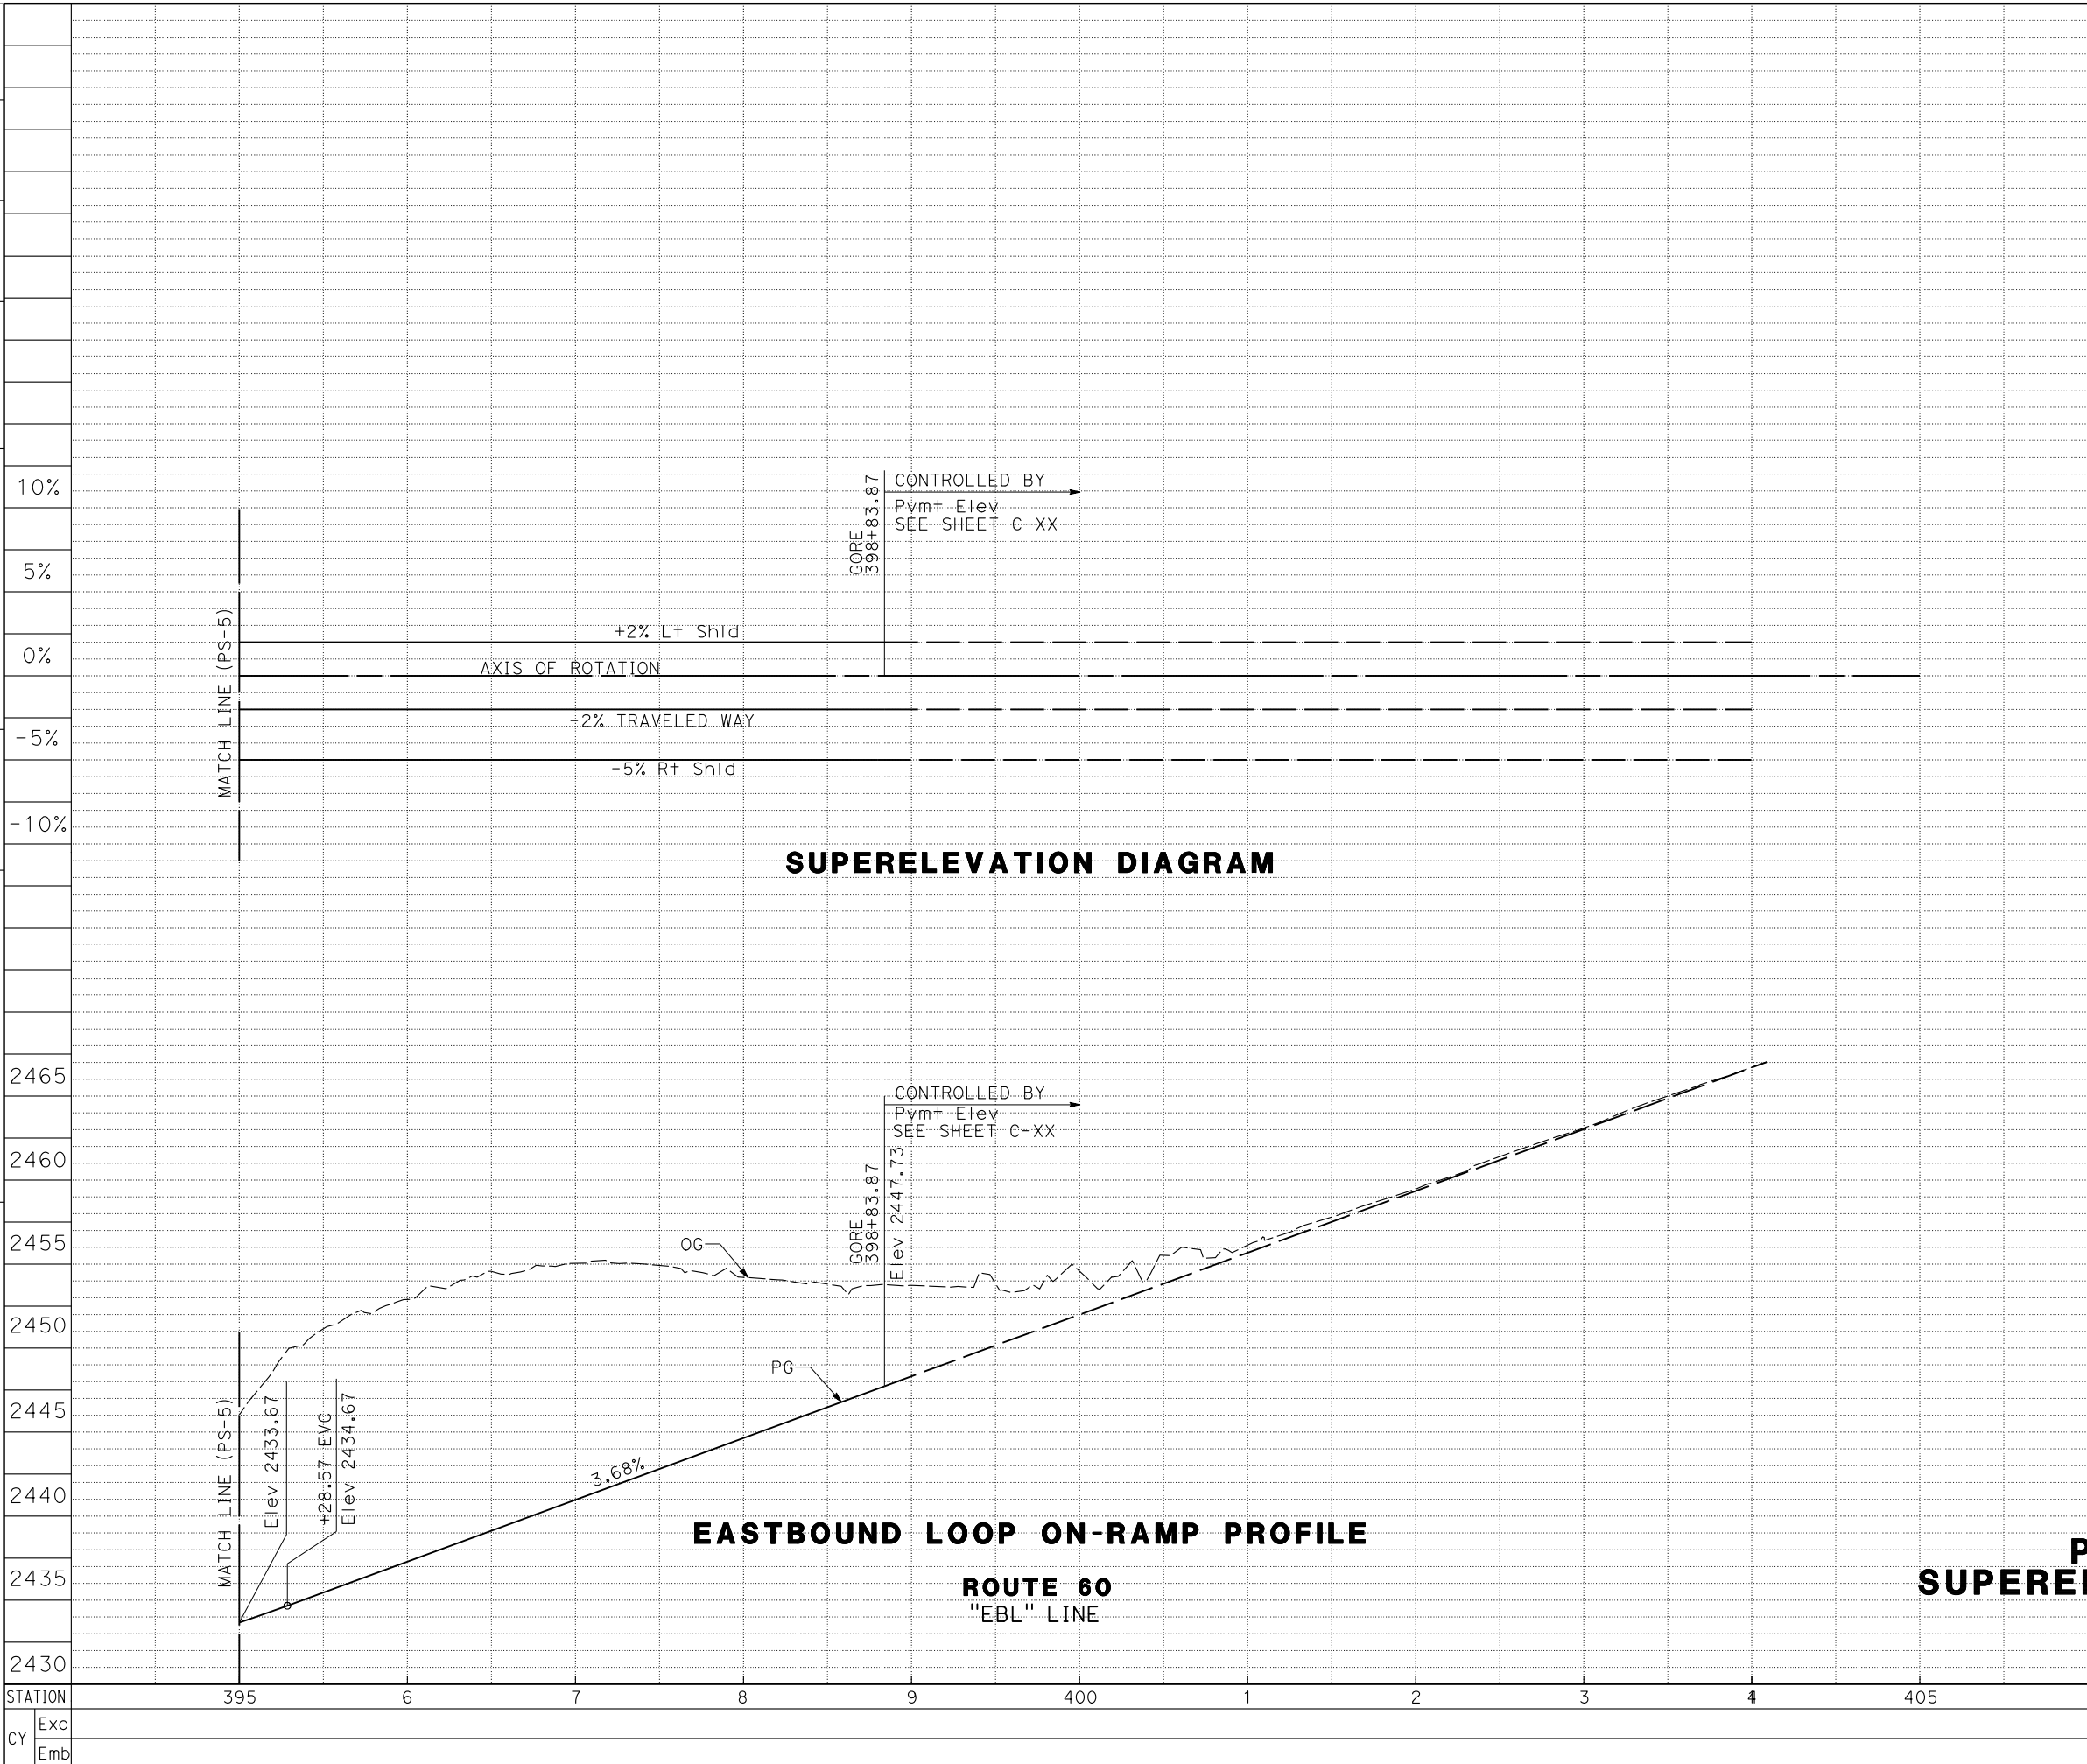 10%
5%
0%
-5%
-10%
MATCH LINE (PS-5)
GORE
398+83.87
CONTROLLED BY
Pvmt Elev
SEE SHEET C-XX
+2% Lt Shld
AXIS OF ROTATION
-2% TRAVELED WAY
-5% Rt Shld
SUPERELEVATION DIAGRAM
2465
2460
2455
2450
2445
2440
2435
2430
CONTROLLED BY
Pvmt Elev
SEE SHEET C-XX
GORE
398+83.87
Elev 2447.73
OG
PG
MATCH LINE (PS-5)
Elev 2433.67
+28.57 EVC
Elev 2434.67
3.68%
EASTBOUND LOOP ON-RAMP PROFILE
ROUTE 60
"EBL" LINE
P
SUPEREL
STATION 395 6 7 8 9 400 1 2 3 4 405
CY
Exc
Emb